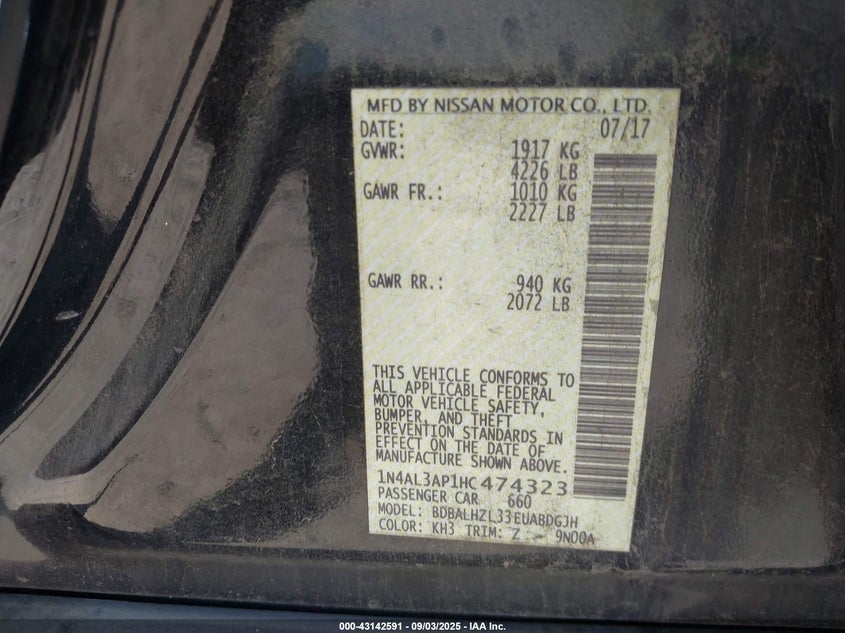 MFD BY NISSAN MOTOR CO., LTD.
DATE: 07/17
GVWR: 1917 KG
4226 LB
GAWR FR.: 1010 KG
2227 LB
GAWR RR.: 940 KG
2072 LB
THIS VEHICLE CONFORMS TO
ALL APPLICABLE FEDERAL
MOTOR VEHICLE SAFETY,
BUMPER, AND THEFT
PREVENTION STANDARDS IN
EFFECT ON THE DATE OF
MANUFACTURE SHOWN ABOVE.
1N4AL3AP1HC474323
PASSENGER CAR 660
MODEL: BDBALHZL33EUABDGJH
COLOR: KH3 TRIM: Z - 9N00A
000-43142591 - 09/03/2025 - IAA Inc.